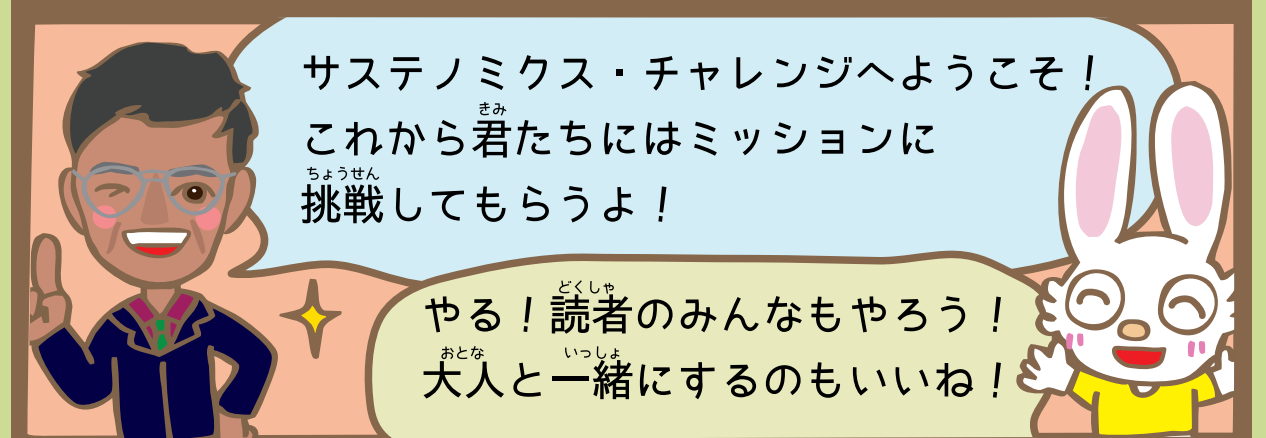 サステノミクス・チャレンジへようこそ！
これから君たちにはミッションに
挑戦してもらうよ！
やる！読者のみんなもやろう！
大人と一緒にするのもいいね！